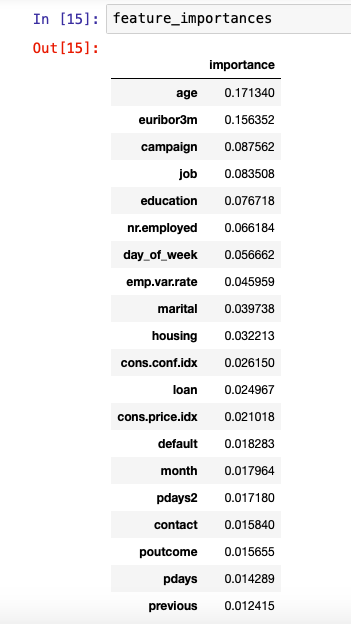 In [15]: feature_importances
Out[15]:
importance
age 0.171340
euribor3m 0.156352
campaign 0.087562
job 0.083508
education 0.076718
nr.employed 0.066184
day_of_week 0.056662
emp.var.rate 0.045959
marital 0.039738
housing 0.032213
cons.conf.idx 0.026150
loan 0.024967
cons.price.idx 0.021018
default 0.018283
month 0.017964
pdays2 0.017180
contact 0.015840
poutcome 0.015655
pdays 0.014289
previous 0.012415